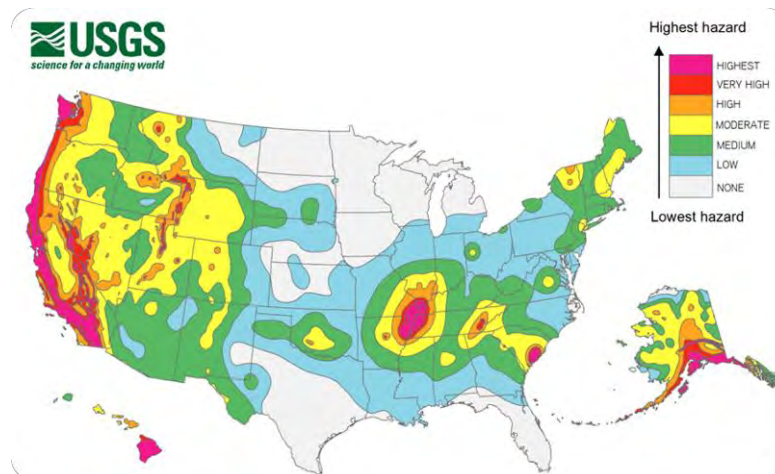 USGS
science for a changing world
Highest hazard
HIGHEST
VERY HIGH
HIGH
MODERATE
MEDIUM
LOW
NONE
Lowest hazard